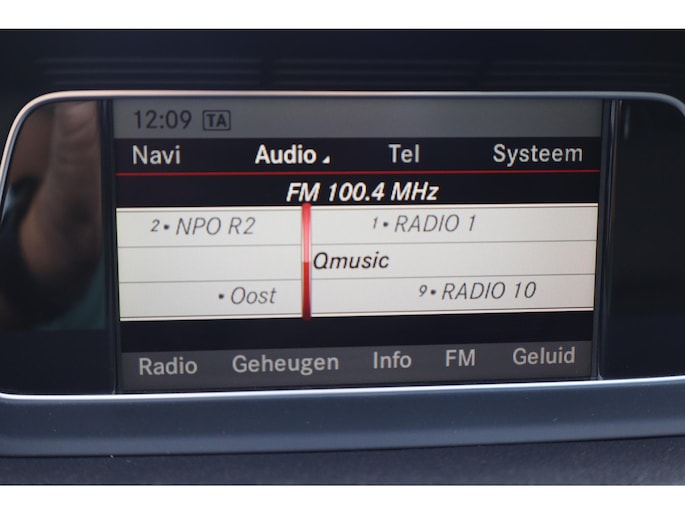 12:09 TA
Navi Audio Tel Systeem
FM 100.4 MHz
2• NPO R2 1• RADIO 1
Qmusic
• Oost 9• RADIO 10
Radio Geheugen Info FM Geluid